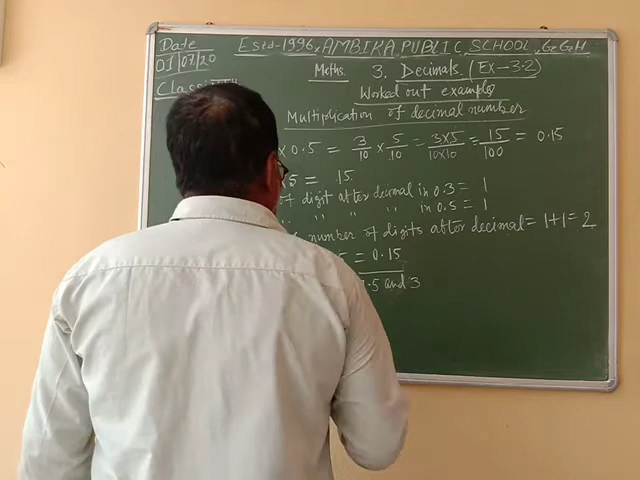 Date Estd-1996, AMBIKA PUBLIC SCHOOL,
01/07/20 Maths. 3. Decimals. (Ex-3.2)
Worked out examples
Multiplication of decimal number
x 0.5 = 3/10 x 5/10 = 3x5/10x10 = 15/100 = 0.15
x5 = 15.
of digit after decimal in 0.3 = 1
" " " " in 0.5 = 1
number of digits after decimal = 1+1 = 2
5 = 0.15
.5 and 3